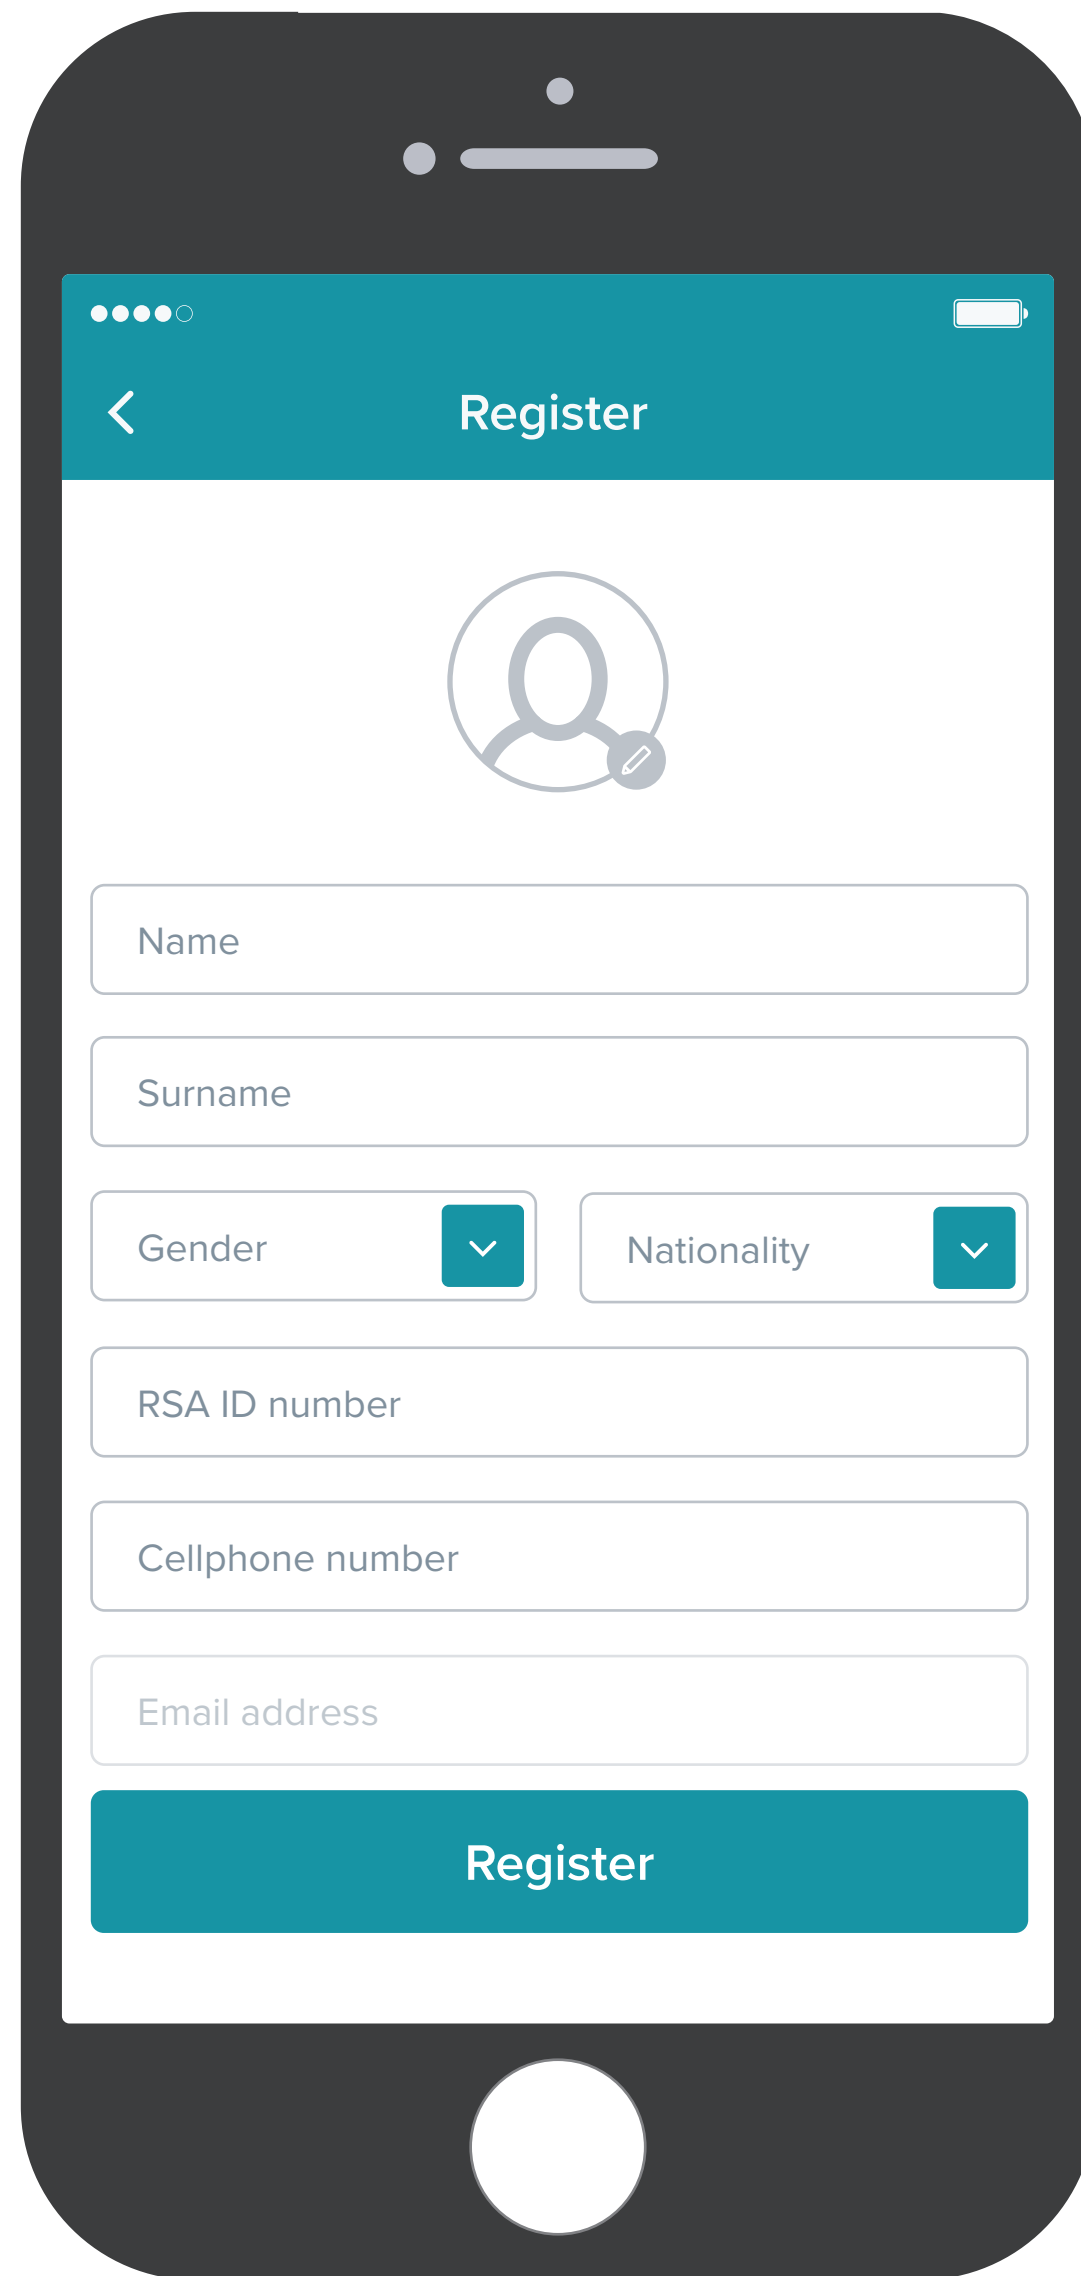 Register
Name
Surname
Gender
Nationality
RSA ID number
Cellphone number
Email address
Register